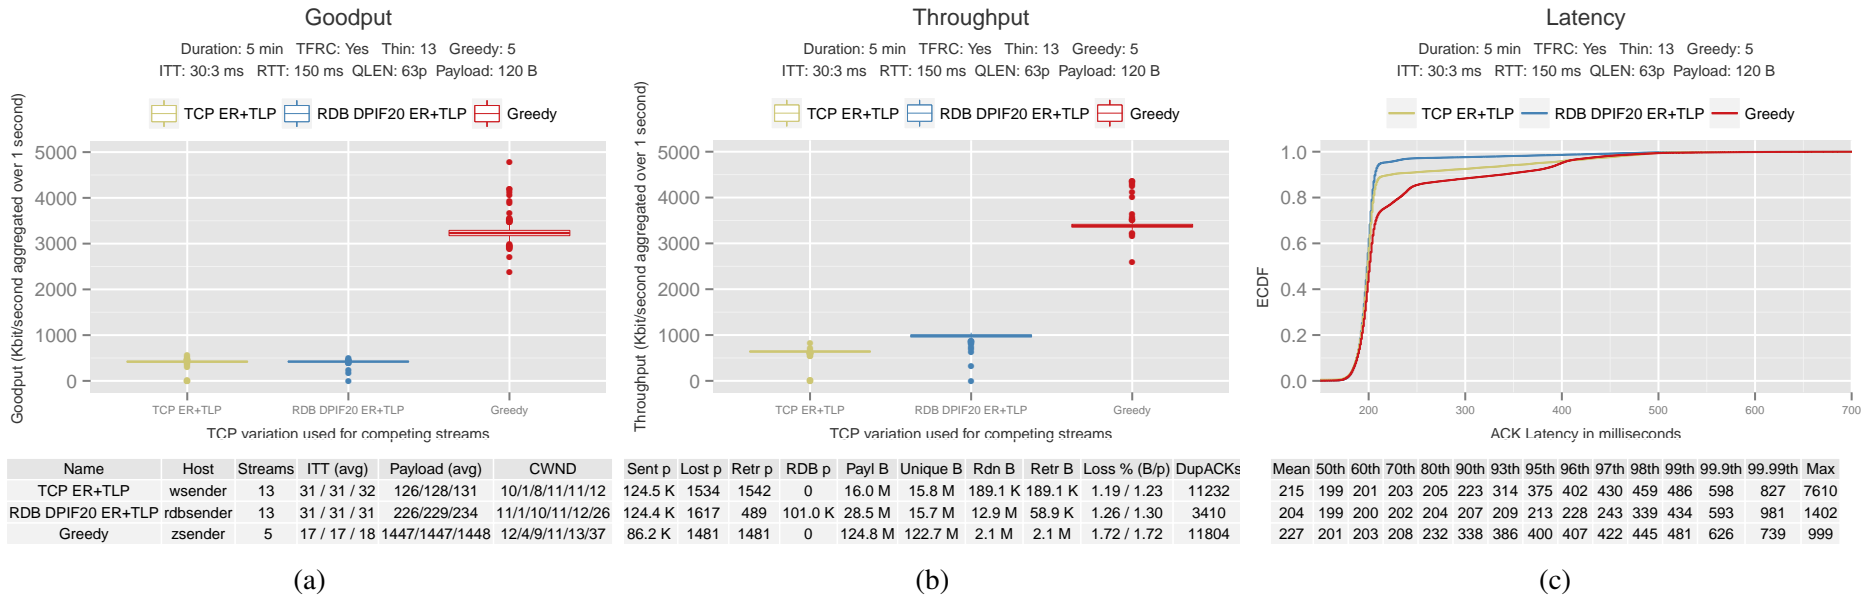 Goodput
Duration: 5 min TFRC: Yes Thin: 13 Greedy: 5
ITT: 30:3 ms RTT: 150 ms QLEN: 63p Payload: 120 B
TCP ER+TLP RDB DPIF20 ER+TLP Greedy
Goodput (Kbit/second aggregated over 1 second)
5000
4000
3000
2000
1000
0
TCP ER+TLP RDB DPIF20 ER+TLP Greedy
TCP variation used for competing streams
Name Host Streams ITT (avg) Payload (avg) CWND
TCP ER+TLP wsender 13 31 / 31 / 32 126/128/131 10/1/8/11/11/12
RDB DPIF20 ER+TLP rdbsender 13 31 / 31 / 31 226/229/234 11/1/10/11/12/26
Greedy zsender 5 17 / 17 / 18 1447/1447/1448 12/4/9/11/13/37
(a)
Throughput
Duration: 5 min TFRC: Yes Thin: 13 Greedy: 5
ITT: 30:3 ms RTT: 150 ms QLEN: 63p Payload: 120 B
TCP ER+TLP RDB DPIF20 ER+TLP Greedy
Throughput (Kbit/second aggregated over 1 second)
5000
4000
3000
2000
1000
0
TCP ER+TLP RDB DPIF20 ER+TLP Greedy
TCP variation used for competing streams
Sent p Lost p Retr p RDB p Payl B Unique B Rdn B Retr B Loss % (B/p) DupACKs
124.5 K 1534 1542 0 16.0 M 15.8 M 189.1 K 189.1 K 1.19 / 1.23 11232
124.4 K 1617 489 101.0 K 28.5 M 15.7 M 12.9 M 58.9 K 1.26 / 1.30 3410
86.2 K 1481 1481 0 124.8 M 122.7 M 2.1 M 2.1 M 1.72 / 1.72 11804
(b)
Latency
Duration: 5 min TFRC: Yes Thin: 13 Greedy: 5
ITT: 30:3 ms RTT: 150 ms QLEN: 63p Payload: 120 B
TCP ER+TLP RDB DPIF20 ER+TLP Greedy
ECDF
1.0
0.8
0.6
0.4
0.2
0.0
200 300 400 500 600 700
ACK Latency in milliseconds
Mean 50th 60th 70th 80th 90th 93th 95th 96th 97th 98th 99th 99.9th 99.99th Max
215 199 201 203 205 223 314 375 402 430 459 486 598 827 7610
204 199 200 202 204 207 209 213 228 243 339 434 593 981 1402
227 201 203 208 232 338 386 400 407 422 445 481 626 739 999
(c)